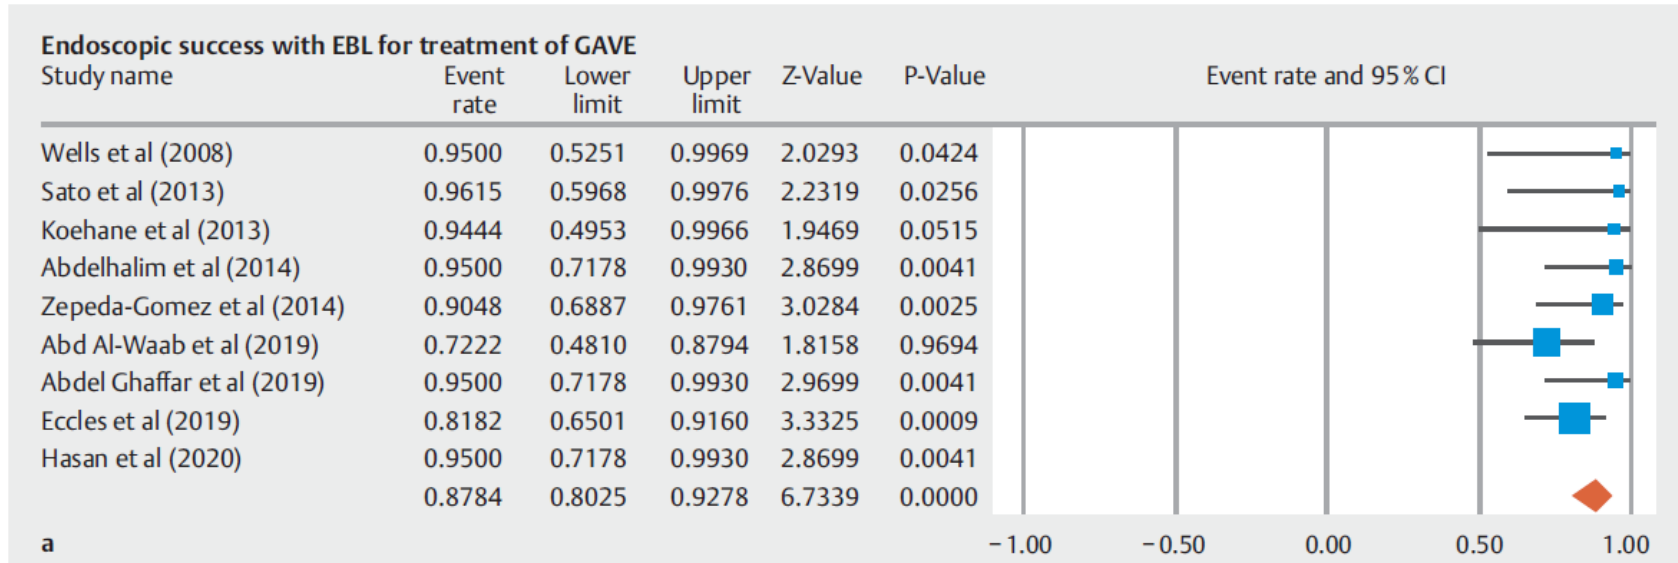 Endoscopic success with EBL for treatment of GAVE
Study name Event rate Lower limit Upper limit Z-Value P-Value Event rate and 95% CI
Wells et al (2008) 0.9500 0.5251 0.9969 2.0293 0.0424
Sato et al (2013) 0.9615 0.5968 0.9976 2.2319 0.0256
Koehane et al (2013) 0.9444 0.4953 0.9966 1.9469 0.0515
Abdelhalim et al (2014) 0.9500 0.7178 0.9930 2.8699 0.0041
Zepeda-Gomez et al (2014) 0.9048 0.6887 0.9761 3.0284 0.0025
Abd Al-Waab et al (2019) 0.7222 0.4810 0.8794 1.8158 0.9694
Abdel Ghaffar et al (2019) 0.9500 0.7178 0.9930 2.9699 0.0041
Eccles et al (2019) 0.8182 0.6501 0.9160 3.3325 0.0009
Hasan et al (2020) 0.9500 0.7178 0.9930 2.8699 0.0041
0.8784 0.8025 0.9278 6.7339 0.0000
a −1.00 −0.50 0.00 0.50 1.00